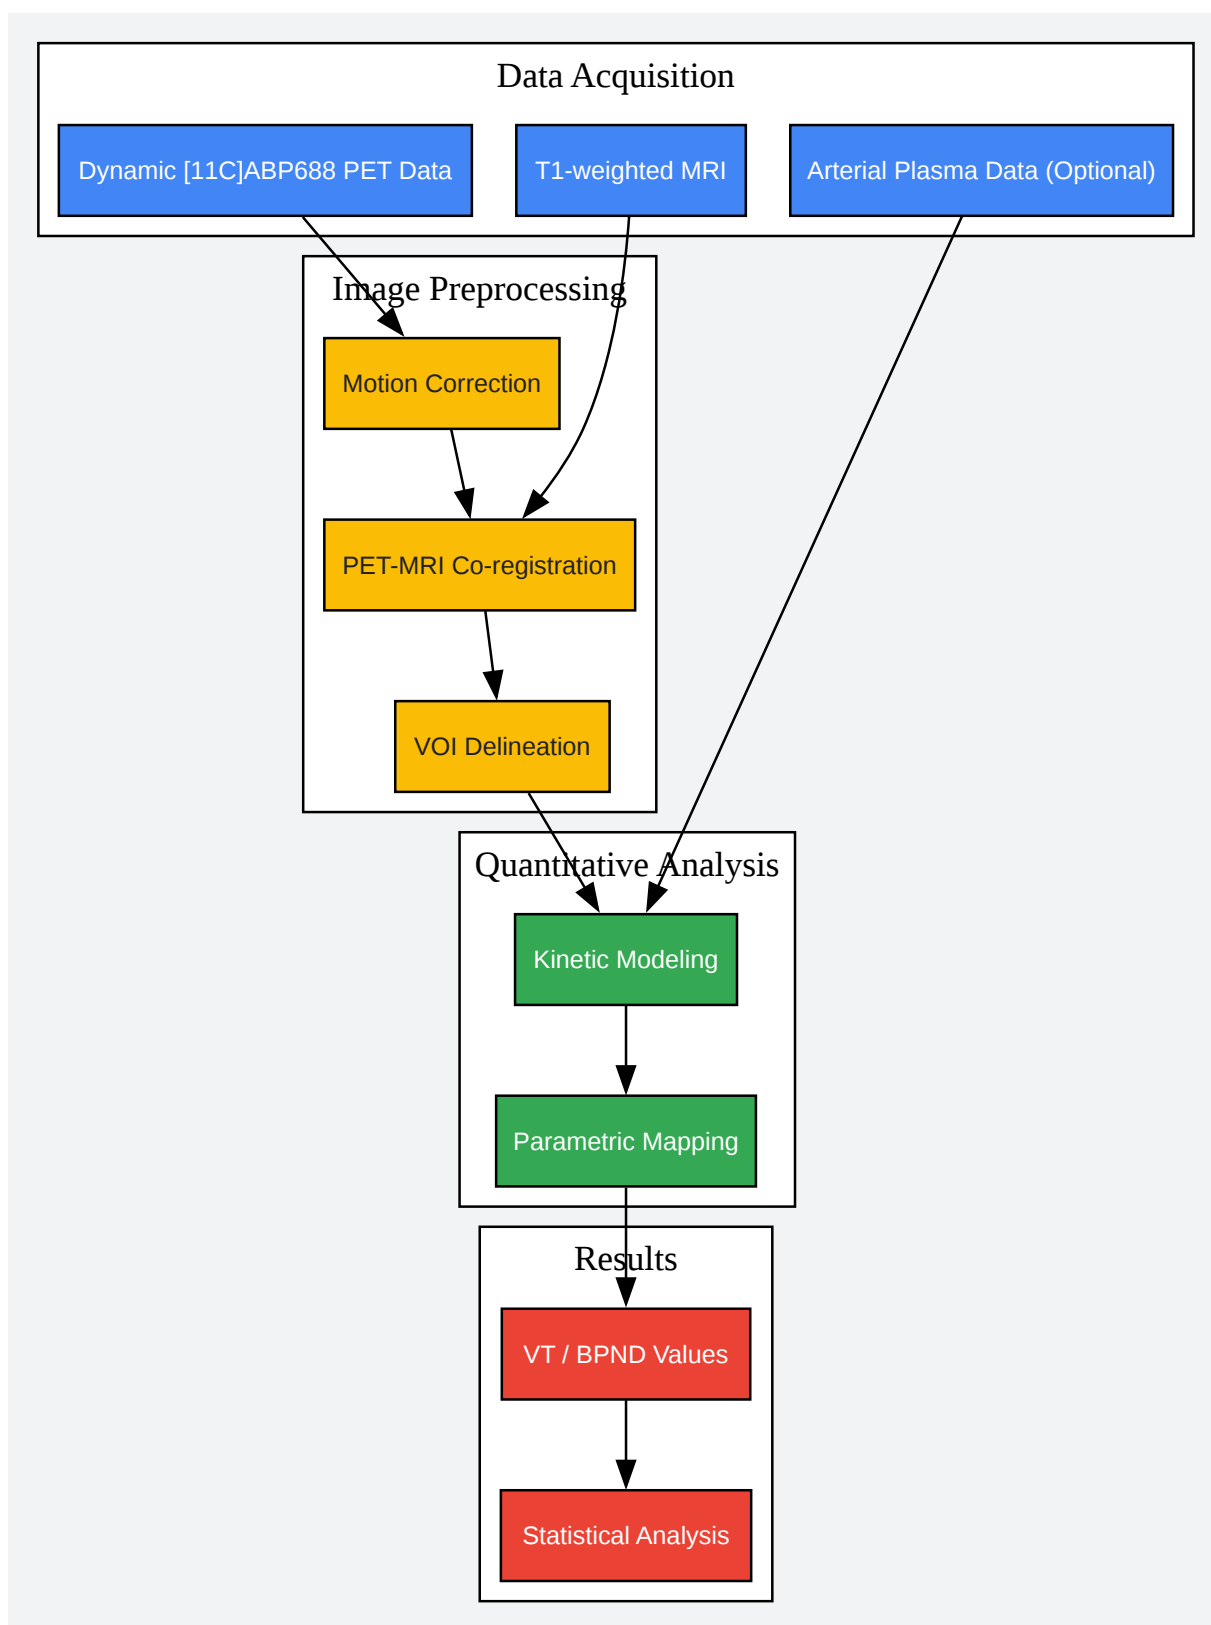 Data Acquisition
Dynamic [11C]ABP688 PET Data
T1-weighted MRI
Arterial Plasma Data (Optional)
Image Preprocessing
Motion Correction
PET-MRI Co-registration
VOI Delineation
Quantitative Analysis
Kinetic Modeling
Parametric Mapping
Results
VT / BPND Values
Statistical Analysis